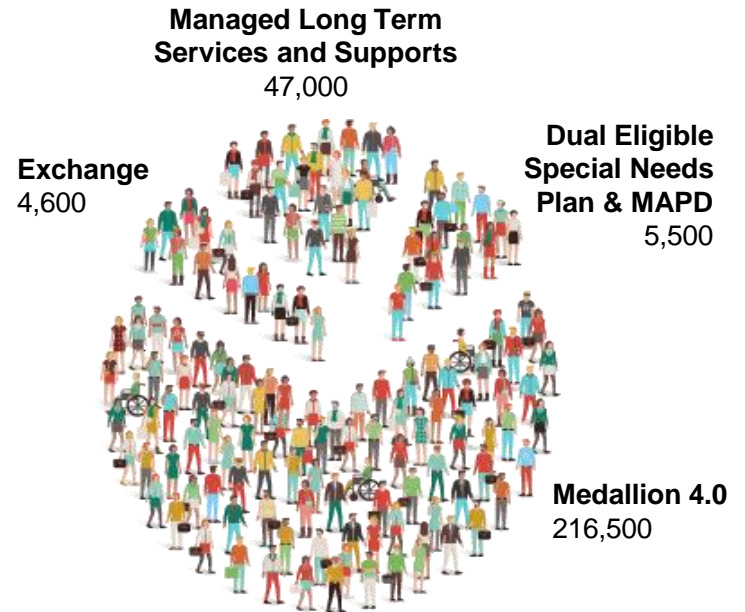 Managed Long Term
Services and Supports
47,000
Exchange
4,600
Dual Eligible
Special Needs
Plan & MAPD
5,500
Medallion 4.0
216,500